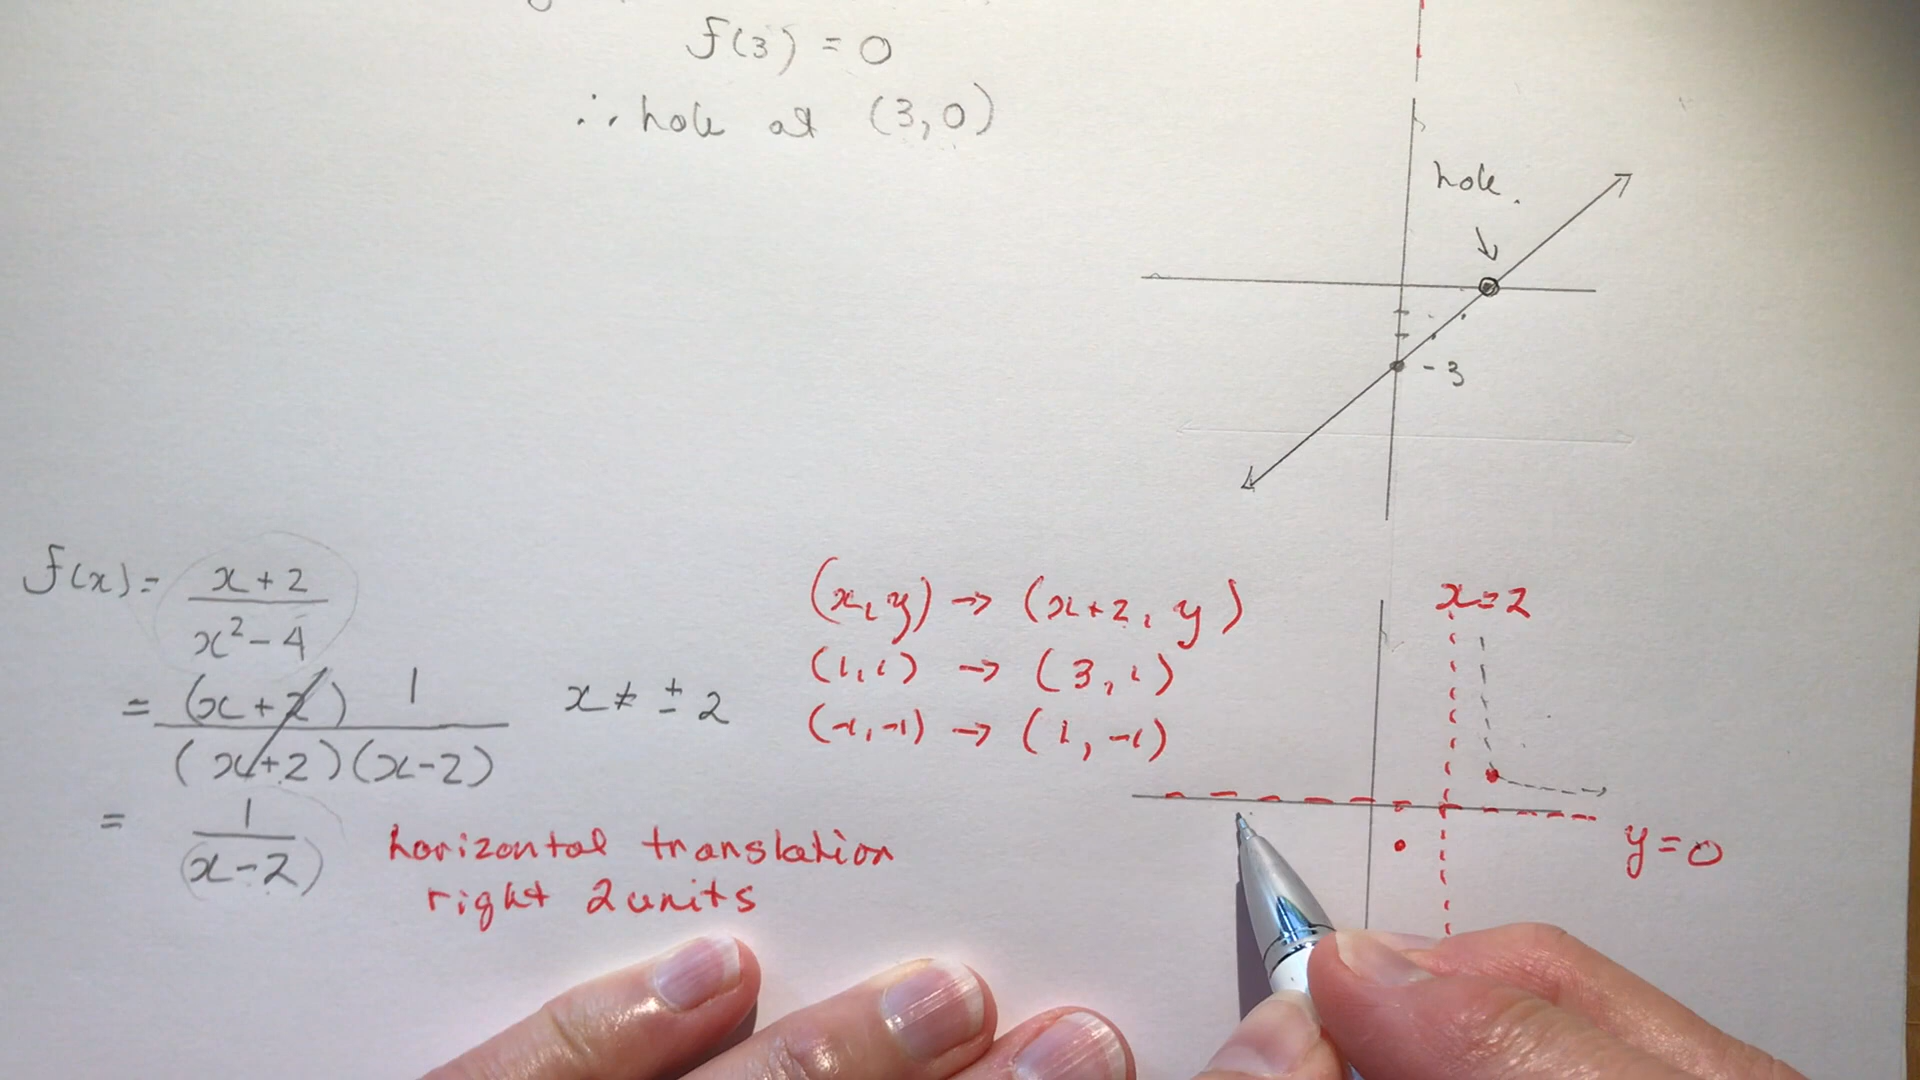 f(3) = 0
∴ hole at (3,0)
hole
-3
f(x) = x+2
x² - 4
= (x+2) 1
(x+2)(x-2)
x ≠ ± 2
= 1
(x-2)
horizontal translation
right 2 units
(x, y) → (x+2, y)
(1, 1) → (3, 1)
(-1, -1) → (1, -1)
x=2
y=0